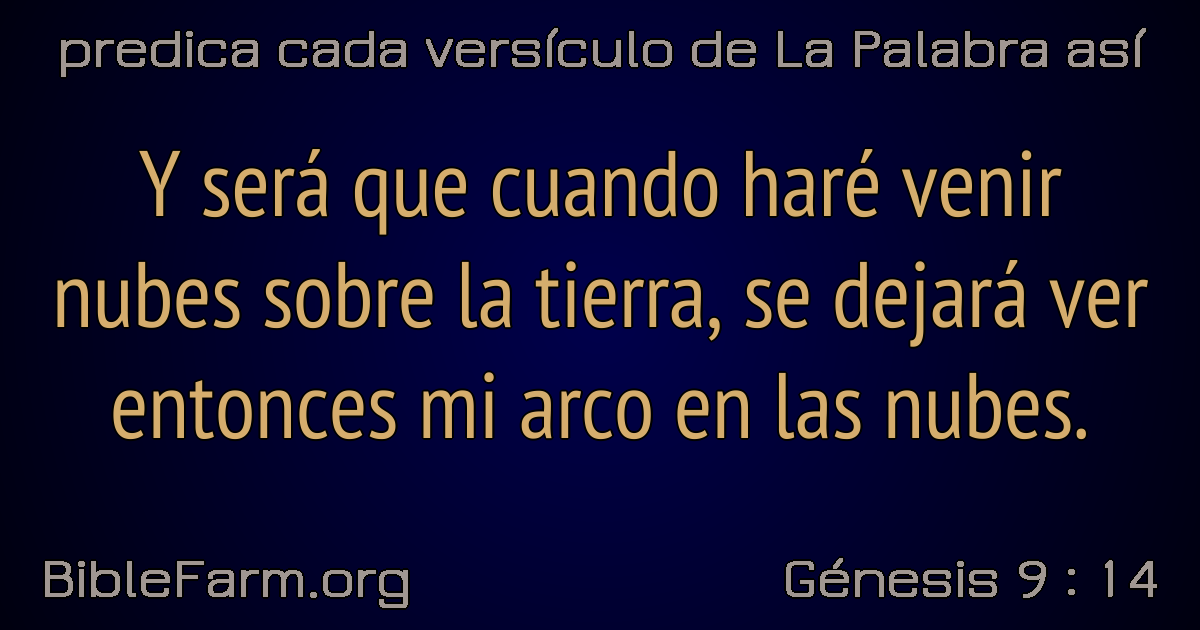 predica cada versículo de La Palabra así
Y será que cuando haré venir
nubes sobre la tierra, se dejará ver
entonces mi arco en las nubes.
BibleFarm.org
Génesis 9 : 14